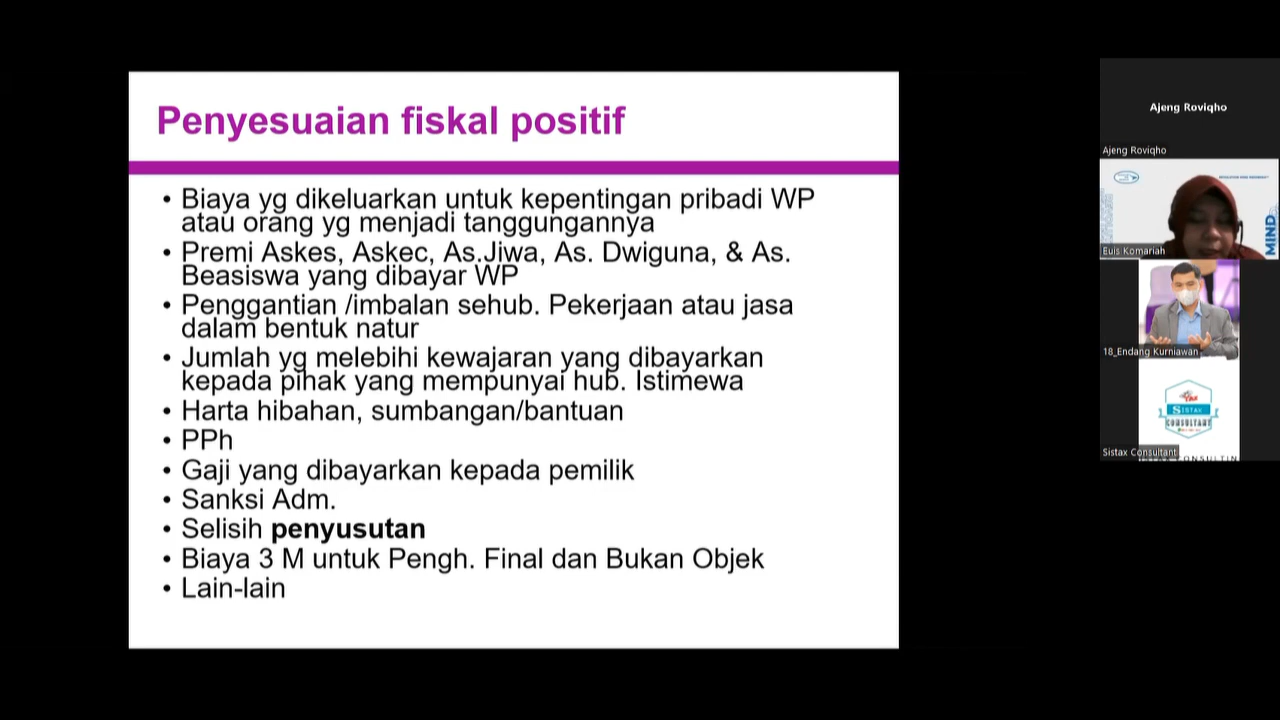 Penyesuaian fiskal positif
• Biaya yg dikeluarkan untuk kepentingan pribadi WP
atau orang yg menjadi tanggungannya
• Premi Askes, Askec, As.Jiwa, As. Dwiguna, & As.
Beasiswa yang dibayar WP
• Penggantian /imbalan sehub. Pekerjaan atau jasa
dalam bentuk natur
• Jumlah yg melebihi kewajaran yang dibayarkan
kepada pihak yang mempunyai hub. Istimewa
• Harta hibahan, sumbangan/bantuan
• PPh
• Gaji yang dibayarkan kepada pemilik
• Sanksi Adm.
• Selisih penyusutan
• Biaya 3 M untuk Pengh. Final dan Bukan Objek
• Lain-lain
Ajeng Roviqho
Ajeng Roviqho
MIND
Euis Komariah
18_Endang Kurniawan
SISTAX
CONSULTANT
Sistax Consultant